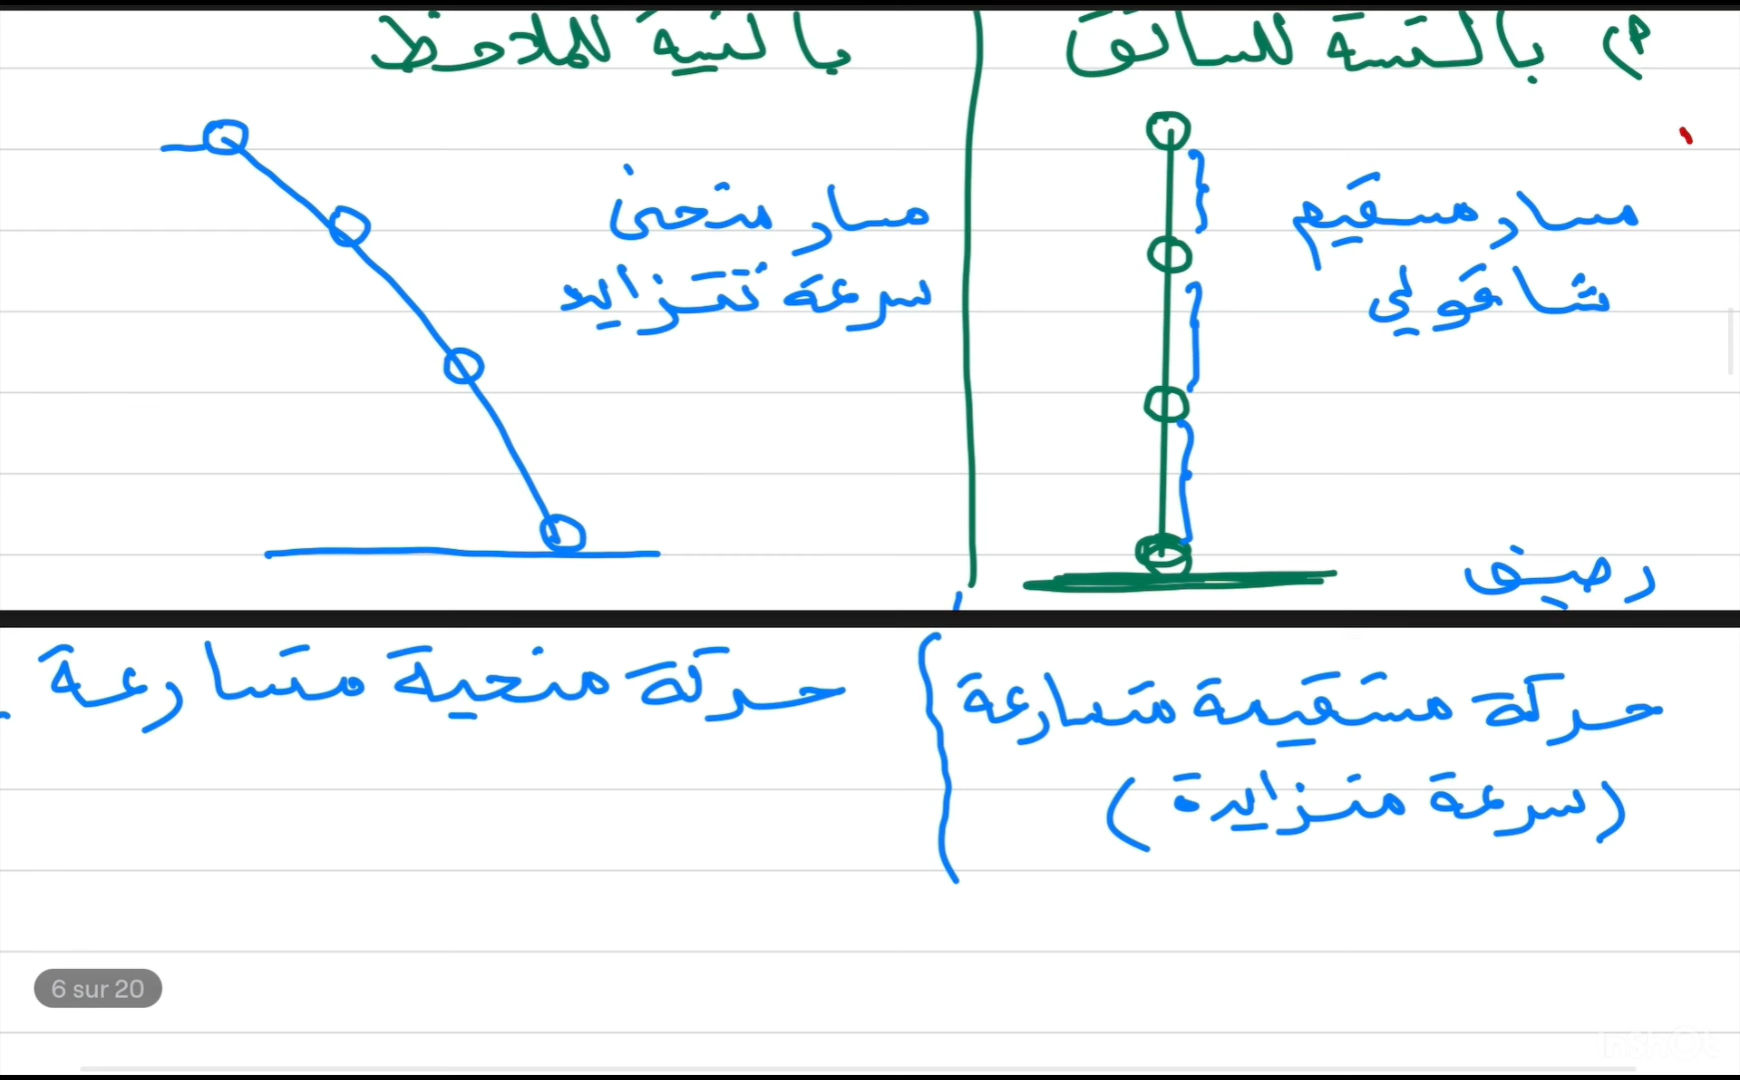 م) بالنسبة للسائق
بالنسبة للملاحظ
مسار مستقيم
شاقولي
مسار منحنى
سرعة تتزايد
رصيف
حركة مستقيمة متسارعة
(سرعة متزايدة)
حركة منحنية متسارعة
6 sur 20